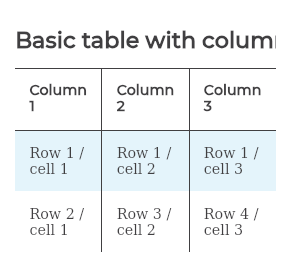 Basic table with colum
Column 1 Column 2 Column 3
Row 1 / cell 1 Row 1 / cell 2 Row 1 / cell 3
Row 2 / cell 1 Row 3 / cell 2 Row 4 / cell 3